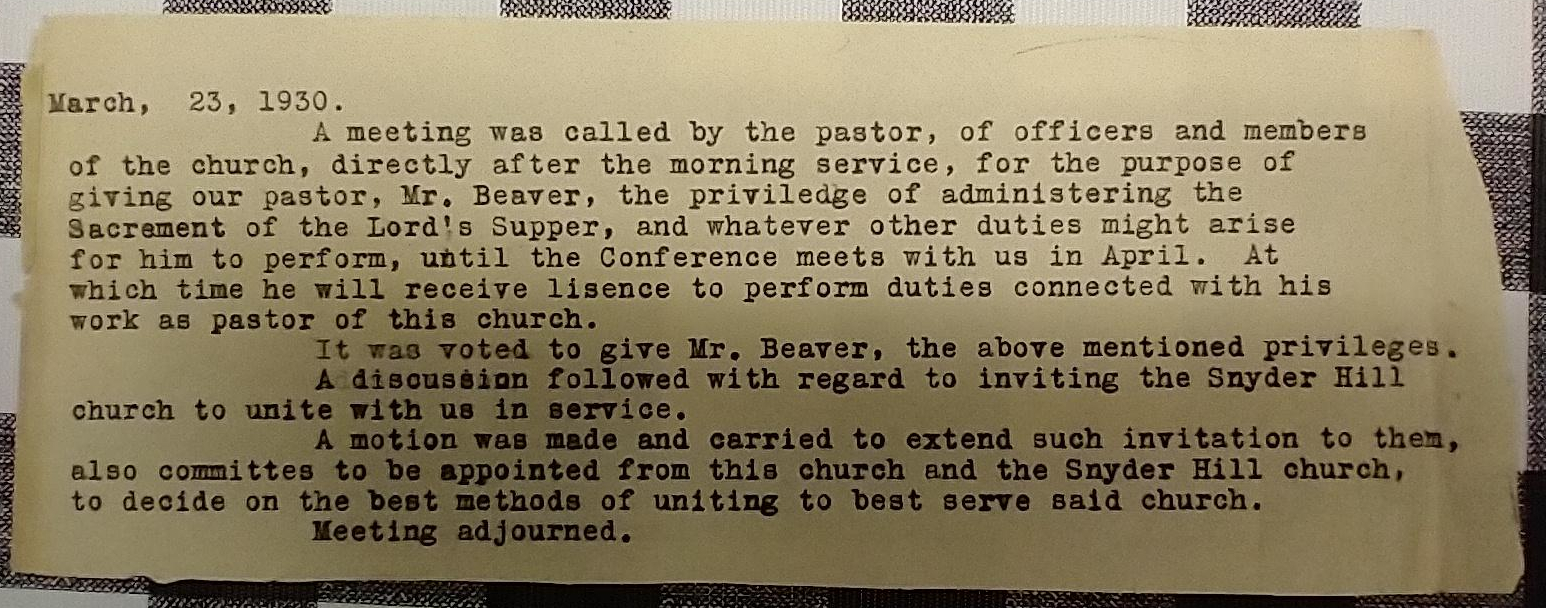 March, 23, 1930.
A meeting was called by the pastor, of officers and members
of the church, directly after the morning service, for the purpose of
giving our pastor, Mr. Beaver, the priviledge of administering the
Sacrement of the Lord's Supper, and whatever other duties might arise
for him to perform, until the Conference meets with us in April. At
which time he will receive lisence to perform duties connected with his
work as pastor of this church.
It was voted to give Mr. Beaver, the above mentioned privileges.
A discussion followed with regard to inviting the Snyder Hill
church to unite with us in service.
A motion was made and carried to extend such invitation to them,
also committes to be appointed from this church and the Snyder Hill church,
to decide on the best methods of uniting to best serve said church.
Meeting adjourned.